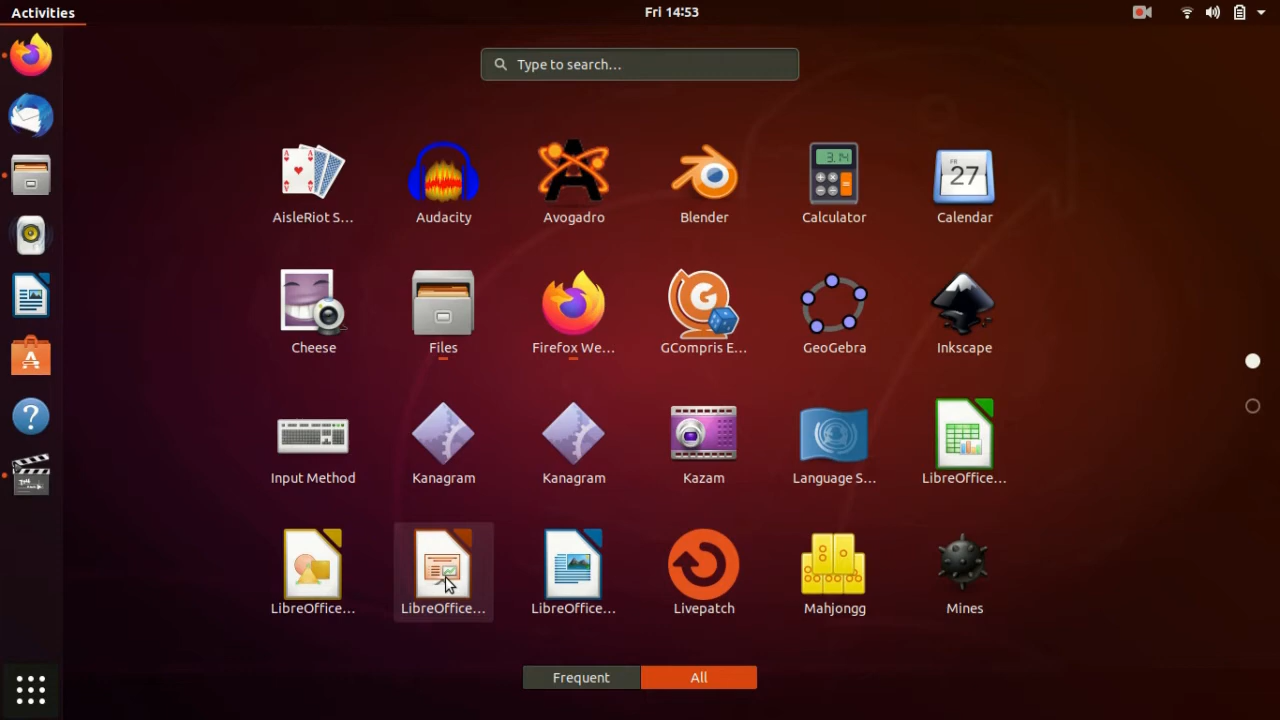 Activities
Fri 14:53
Type to search...
AisleRiot S...
Audacity
Avogadro
Blender
3.14
Calculator
FRI
27
Calendar
Cheese
Files
Firefox We...
GCompris E...
GeoGebra
Inkscape
Input Method
Kanagram
Kanagram
Kazam
Language S...
LibreOffice...
LibreOffice...
LibreOffice...
LibreOffice...
Livepatch
Mahjongg
Mines
Frequent
All